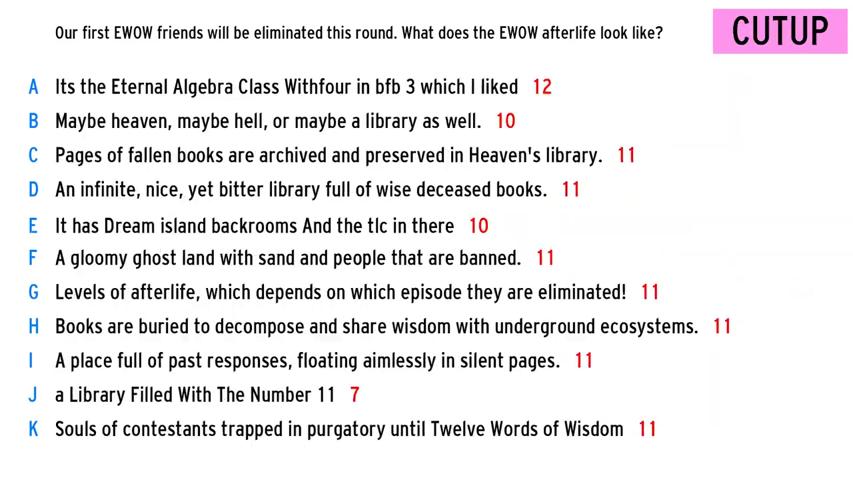 Our first EWOW friends will be eliminated this round. What does the EWOW afterlife look like?
CUTUP
A Its the Eternal Algebra Class Withfour in bfb 3 which I liked 12
B Maybe heaven, maybe hell, or maybe a library as well. 10
C Pages of fallen books are archived and preserved in Heaven's library. 11
D An infinite, nice, yet bitter library full of wise deceased books. 11
E It has Dream island backrooms And the tlc in there 10
F A gloomy ghost land with sand and people that are banned. 11
G Levels of afterlife, which depends on which episode they are eliminated! 11
H Books are buried to decompose and share wisdom with underground ecosystems. 11
I A place full of past responses, floating aimlessly in silent pages. 11
J a Library Filled With The Number 11 7
K Souls of contestants trapped in purgatory until Twelve Words of Wisdom 11